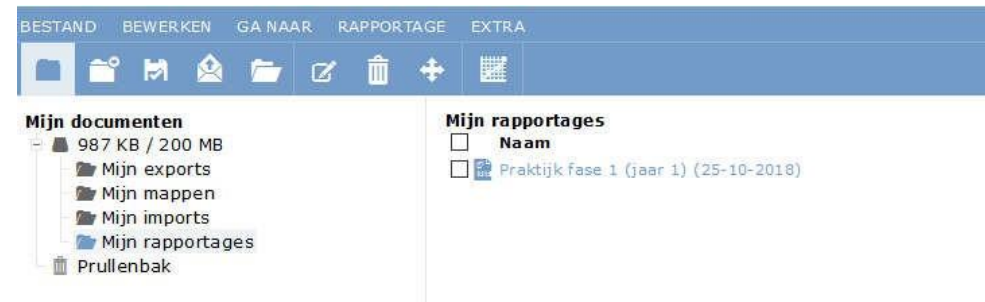 BESTAND BEWERKEN GA NAAR RAPPORTAGE EXTRA
Mijn documenten
987 KB / 200 MB
Mijn exports
Mijn mappen
Mijn imports
Mijn rapportages
Prullenbak
Mijn rapportages
Naam
Praktijk fase 1 (jaar 1) (25-10-2018)